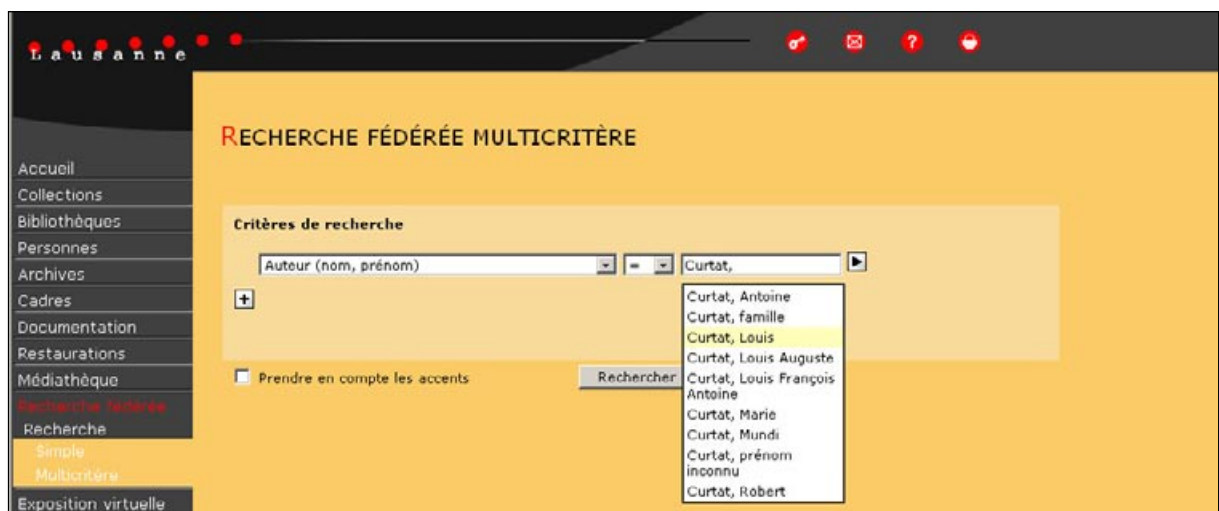 Lausanne
RECHERCHE FÉDÉRÉE MULTICRITÈRE
Accueil
Collections
Bibliothèques
Personnes
Archives
Cadres
Documentation
Restaurations
Médiathèque
Recherche fédérée
Recherche
Simple
Multicritère
Exposition virtuelle
Critères de recherche
Auteur (nom, prénom) = Curtat,
+
Curtat, Antoine
Curtat, famille
Curtat, Louis
Curtat, Louis Auguste
Curtat, Louis François
Antoine
Curtat, Marie
Curtat, Mundi
Curtat, prénom
inconnu
Curtat, Robert
Prendre en compte les accents
Rechercher